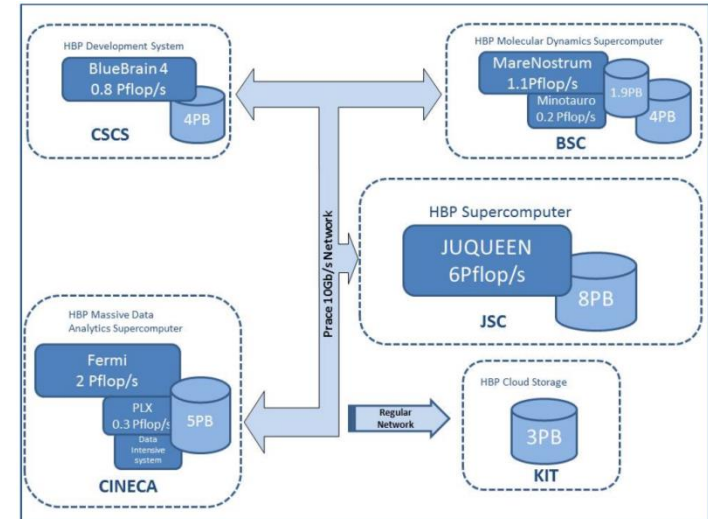 HBP Development System
BlueBrain 4
0.8 Pflop/s
4PB
CSCS
HBP Molecular Dynamics Supercomputer
MareNostrum
1.1Pflop/s
Minotauro
0.2 Pflop/s
1.9PB
4PB
BSC
Prace 10Gb/s Network
HBP Supercomputer
JUQUEEN
6Pflop/s
8PB
JSC
HBP Massive Data
Analytics Supercomputer
Fermi
2 Pflop/s
PLX
0.3 Pflop/s
Data
Intensive
system
5PB
CINECA
Regular
Network
HBP Cloud Storage
3PB
KIT